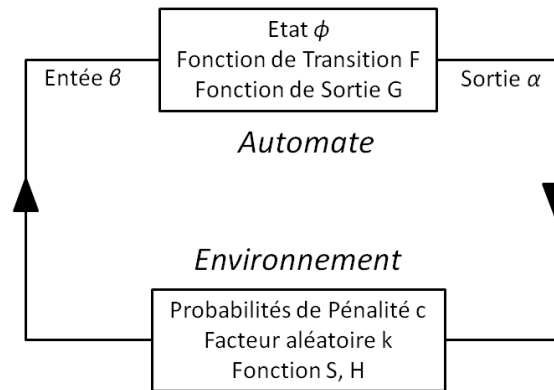 Etat ϕ
Fonction de Transition F
Fonction de Sortie G
Entée β
Sortie α
Automate
Environnement
Probabilités de Pénalité c
Facteur aléatoire k
Fonction S, H